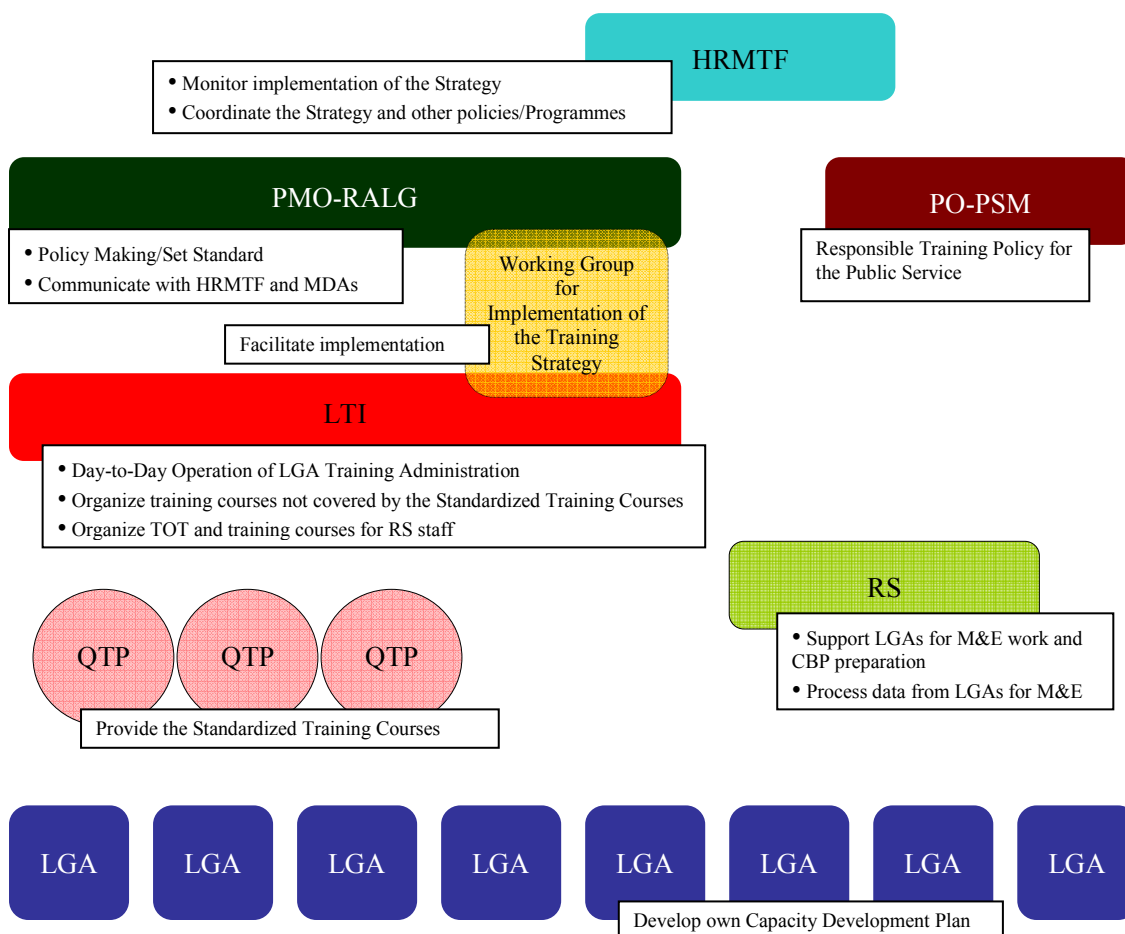 HRMTF
• Monitor implementation of the Strategy
• Coordinate the Strategy and other policies/Programmes
PMO-RALG
PO-PSM
• Policy Making/Set Standard
• Communicate with HRMTF and MDAs
Working Group
for
Implementation of
the Training
Strategy
Responsible Training Policy for
the Public Service
Facilitate implementation
LTI
• Day-to-Day Operation of LGA Training Administration
• Organize training courses not covered by the Standardized Training Courses
• Organize TOT and training courses for RS staff
RS
• Support LGAs for M&E work and
CBP preparation
• Process data from LGAs for M&E
QTP
QTP
QTP
Provide the Standardized Training Courses
LGA
LGA
LGA
LGA
LGA
LGA
LGA
LGA
Develop own Capacity Development Plan